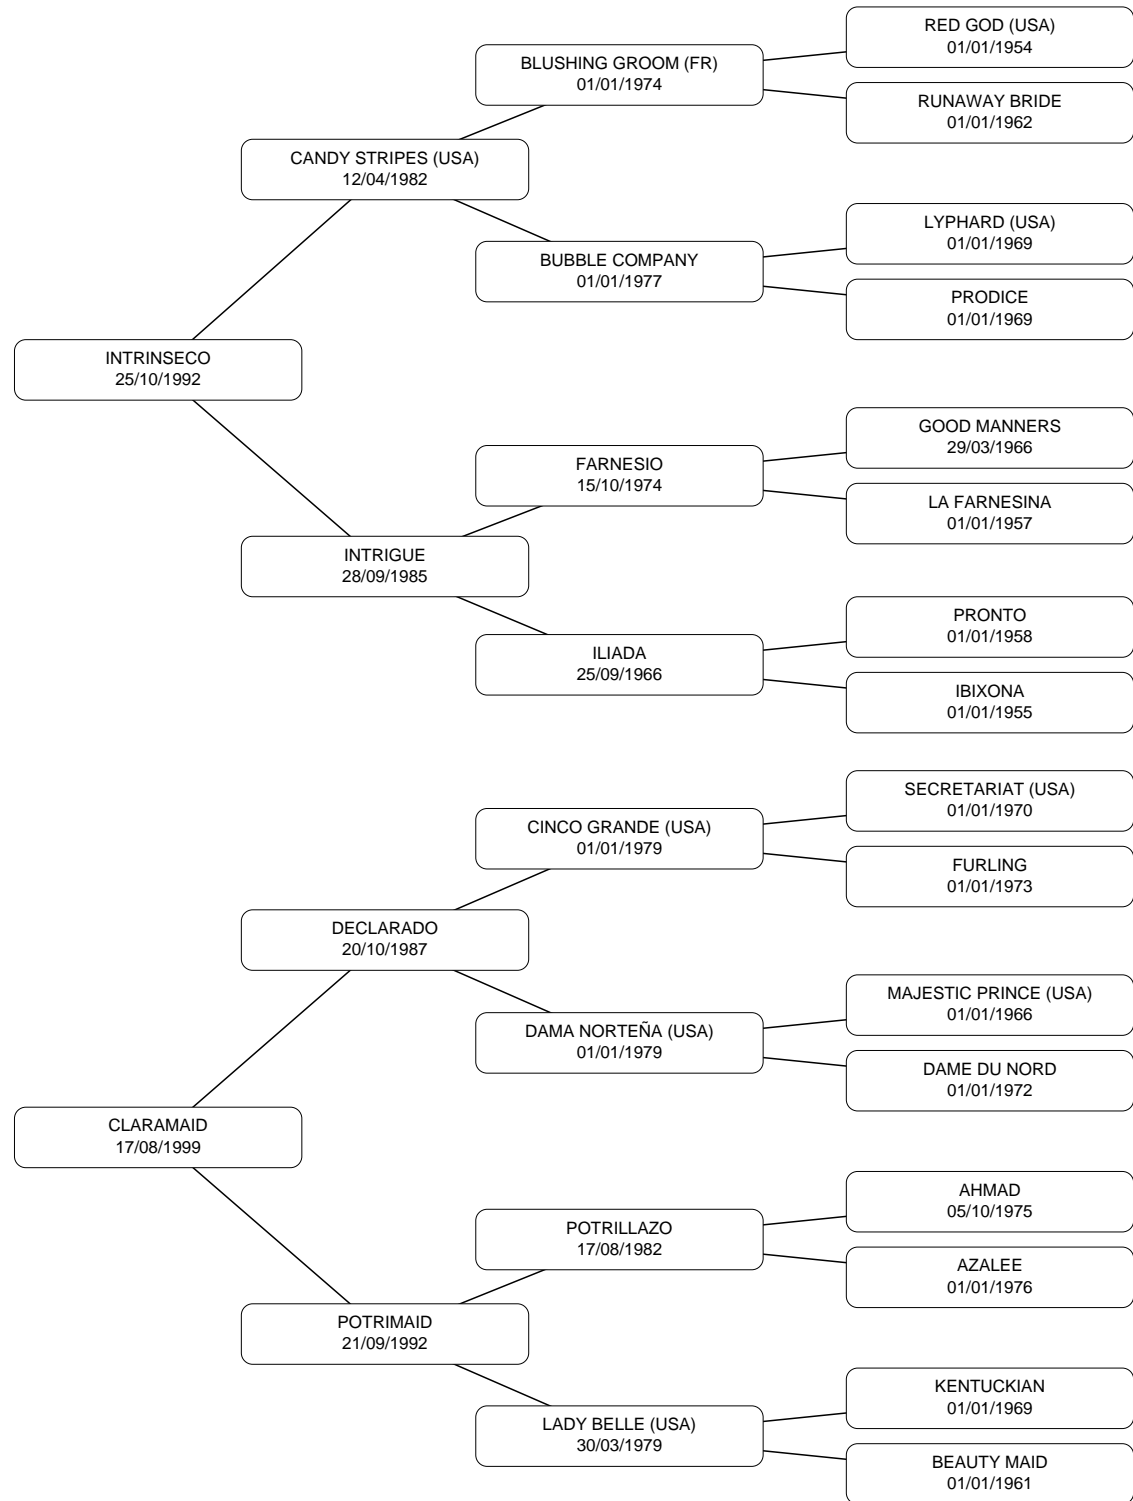 RED GOD (USA)
01/01/1954
BLUSHING GROOM (FR)
01/01/1974
RUNAWAY BRIDE
01/01/1962
CANDY STRIPES (USA)
12/04/1982
LYPHARD (USA)
01/01/1969
BUBBLE COMPANY
01/01/1977
PRODICE
01/01/1969
INTRINSECO
25/10/1992
GOOD MANNERS
29/03/1966
FARNESIO
15/10/1974
LA FARNESINA
01/01/1957
INTRIGUE
28/09/1985
PRONTO
01/01/1958
ILIADA
25/09/1966
IBIXONA
01/01/1955
SECRETARIAT (USA)
01/01/1970
CINCO GRANDE (USA)
01/01/1979
FURLING
01/01/1973
DECLARADO
20/10/1987
MAJESTIC PRINCE (USA)
01/01/1966
DAMA NORTEÑA (USA)
01/01/1979
DAME DU NORD
01/01/1972
CLARAMAID
17/08/1999
AHMAD
05/10/1975
POTRILLAZO
17/08/1982
AZALEE
01/01/1976
POTRIMAID
21/09/1992
KENTUCKIAN
01/01/1969
LADY BELLE (USA)
30/03/1979
BEAUTY MAID
01/01/1961